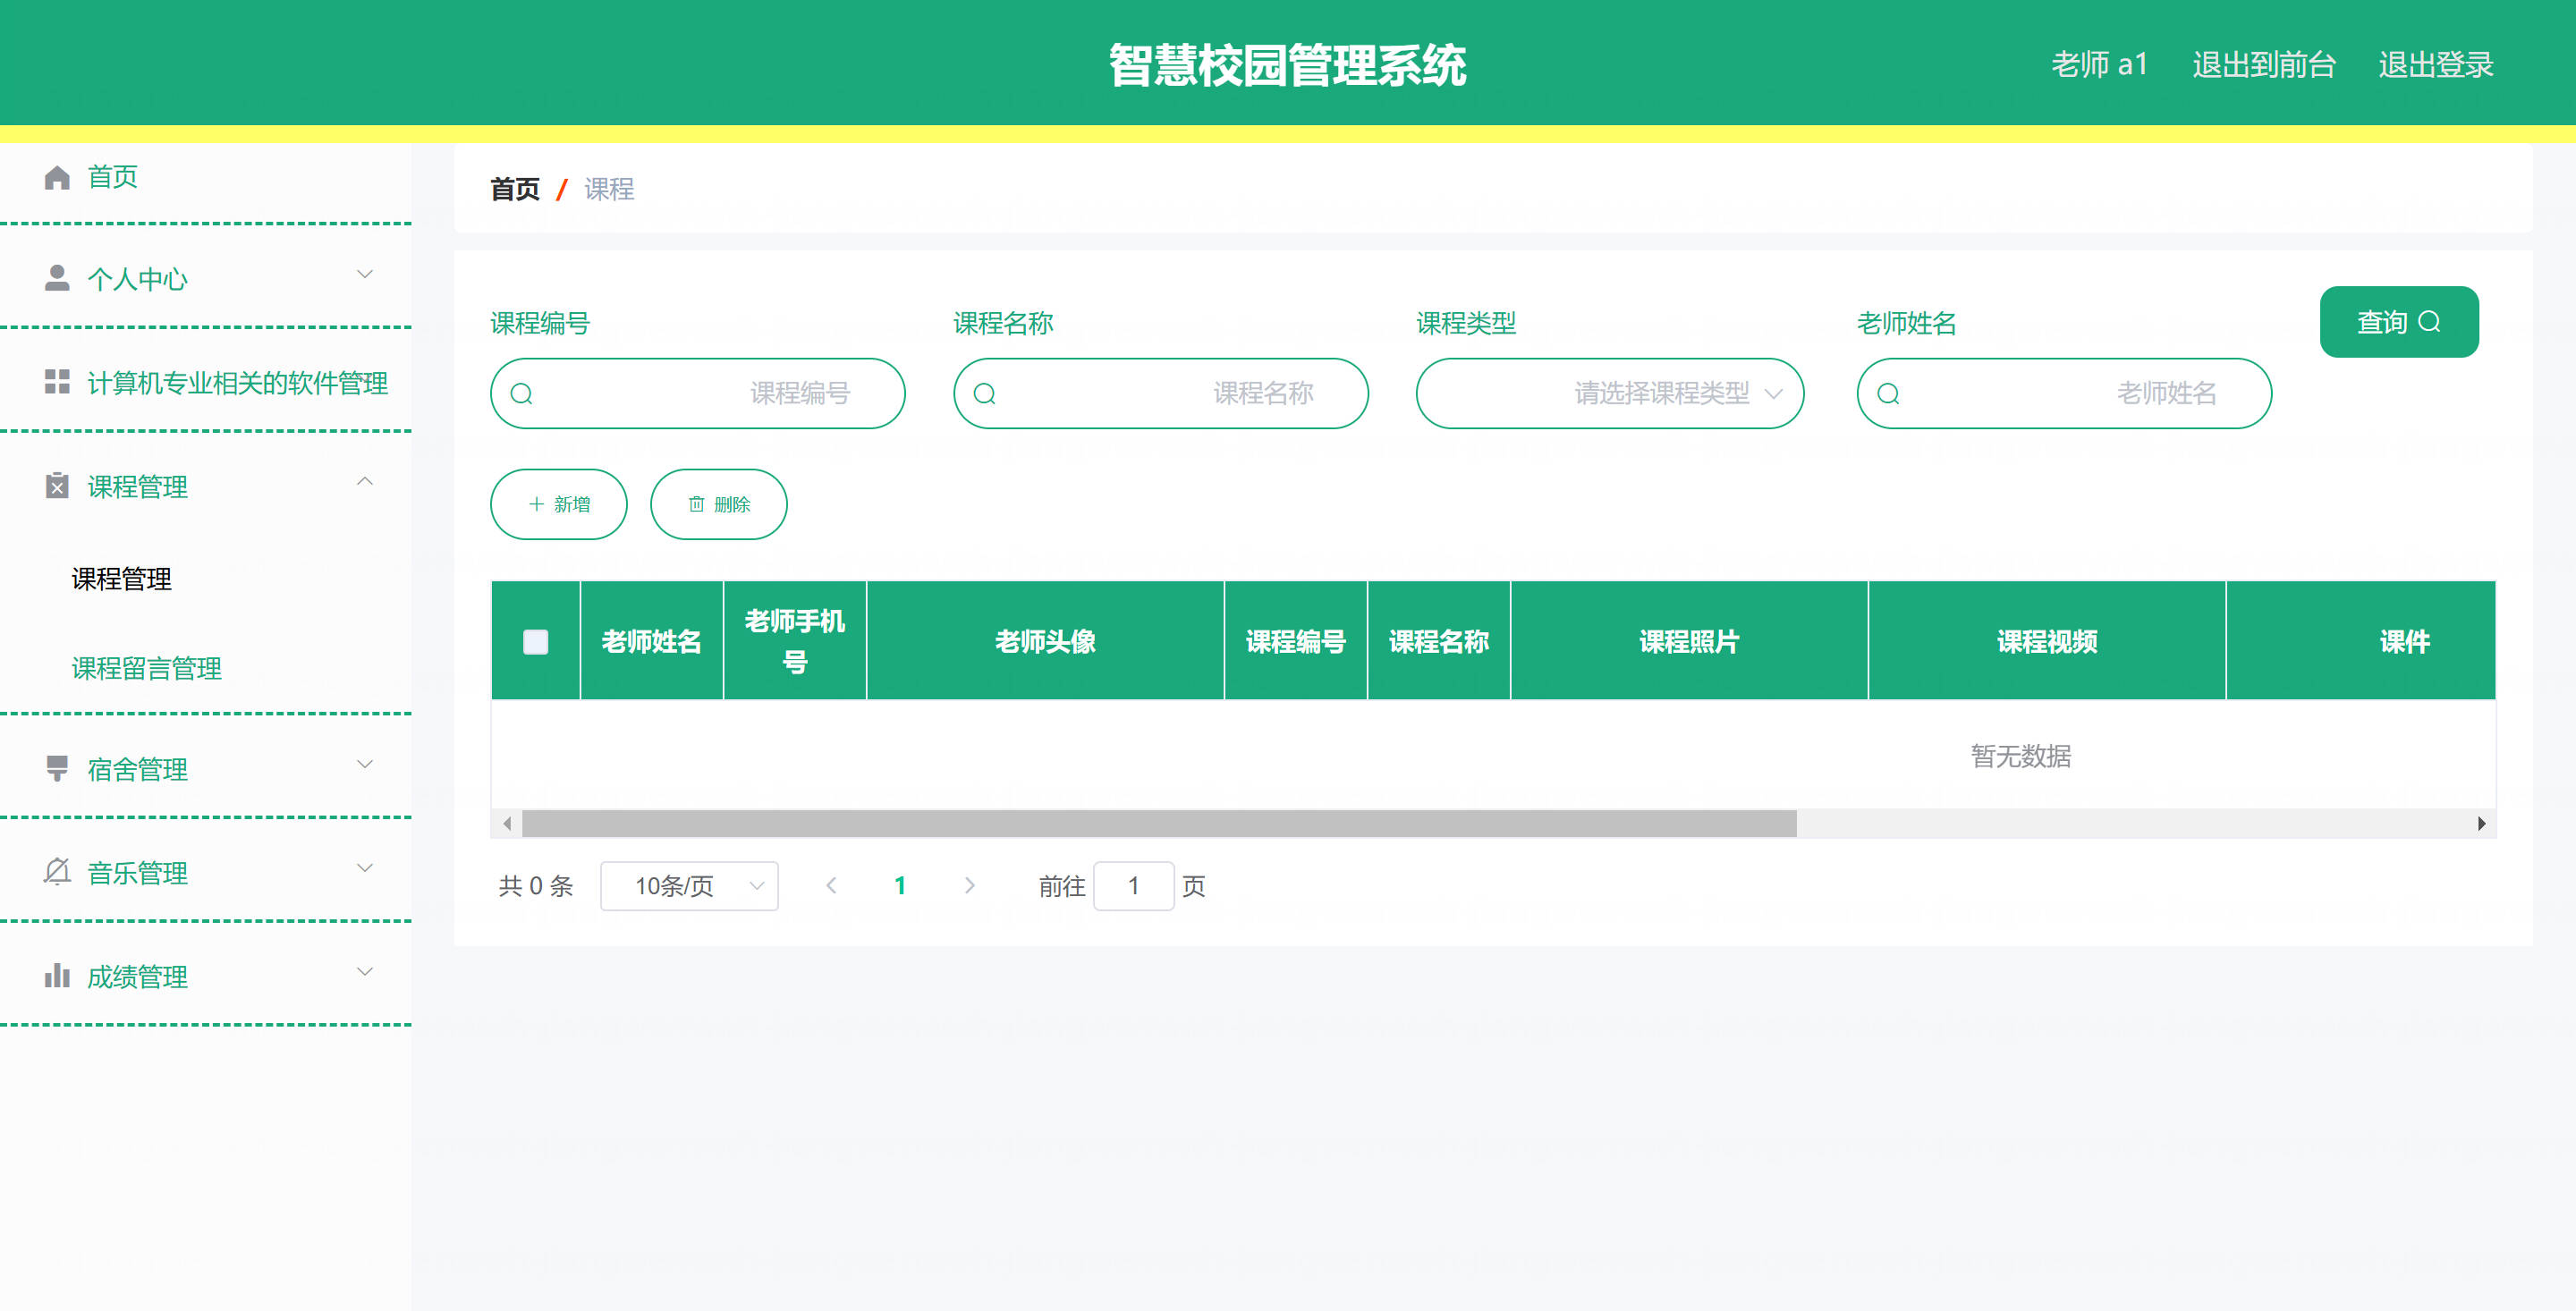 智慧校园管理系统
老师 a1 退出到前台 退出登录
首页
个人中心
计算机专业相关的软件管理
课程管理
课程管理
课程留言管理
宿舍管理
音乐管理
成绩管理
首页 / 课程
课程编号 课程名称 课程类型 老师姓名 查询
课程编号 课程名称 请选择课程类型 老师姓名
新增 删除
老师姓名 老师手机号 老师头像 课程编号 课程名称 课程照片 课程视频 课件
暂无数据
共 0 条 10条/页 1 前往 1 页